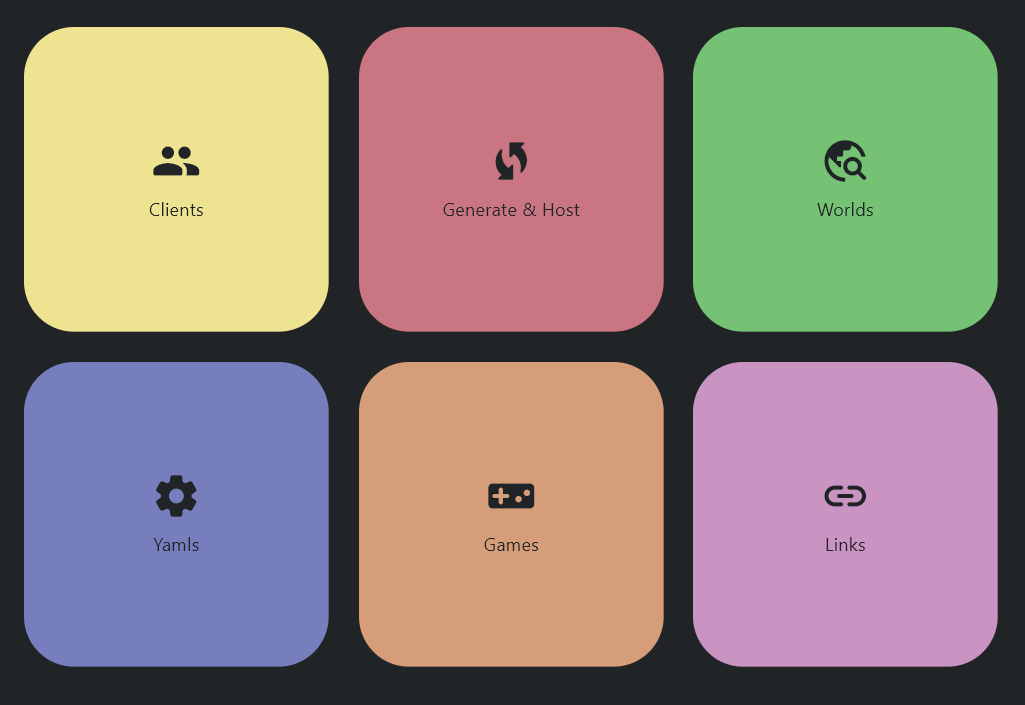 Clients
Generate & Host
Worlds
Yamls
Games
Links